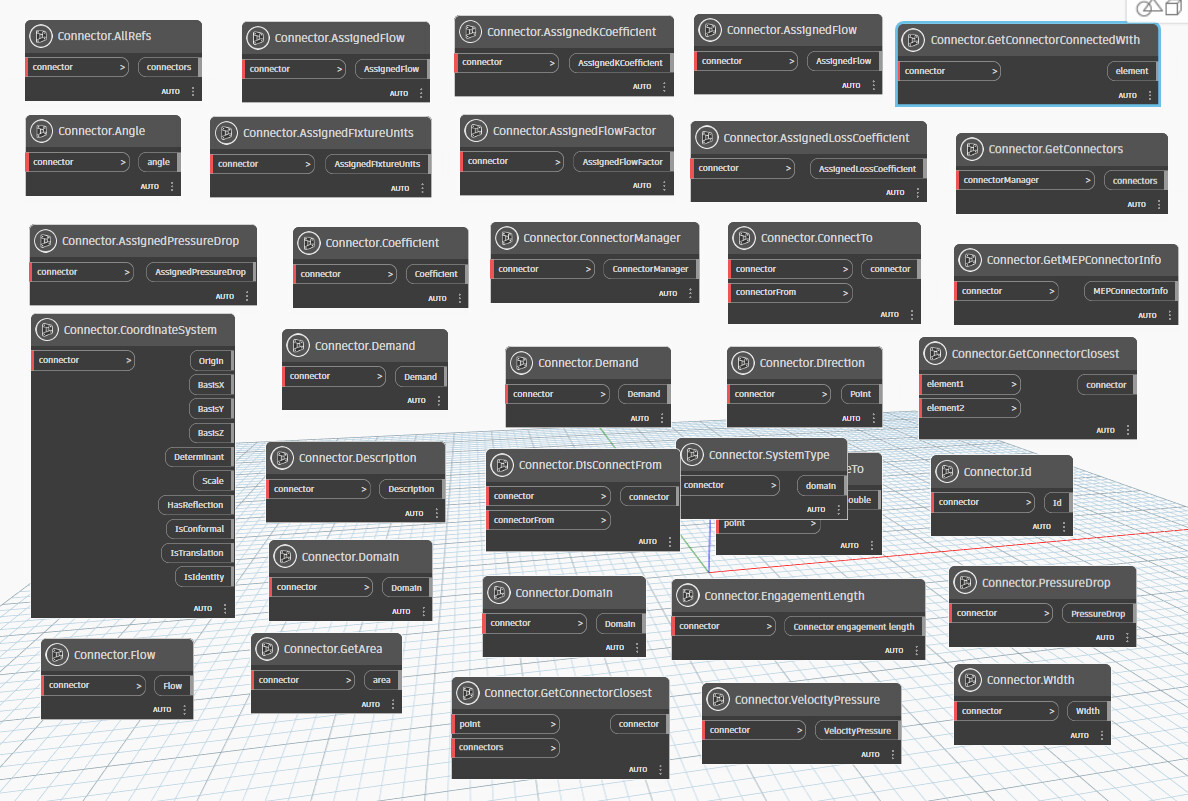 Connector.AllRefs
connector > connectors
AUTO
Connector.AssignedFlow
connector > AssignedFlow
AUTO
Connector.AssignedKCoefficient
connector > AssignedKCoefficient
AUTO
Connector.AssignedFlow
connector > AssignedFlow
AUTO
Connector.GetConnectorConnectedWith
connector > element
AUTO
Connector.Angle
connector > angle
AUTO
Connector.AssignedFixtureUnits
connector > AssignedFixtureUnits
AUTO
Connector.AssignedFlowFactor
connector > AssignedFlowFactor
AUTO
Connector.AssignedLossCoefficient
connector > AssignedLossCoefficient
AUTO
Connector.GetConnectors
connectorManager > connectors
AUTO
Connector.AssignedPressureDrop
connector > AssignedPressureDrop
AUTO
Connector.Coefficient
connector > Coefficient
AUTO
Connector.ConnectorManager
connector > ConnectorManager
AUTO
Connector.ConnectTo
connector > connector
connectorFrom >
AUTO
Connector.GetMEPConnectorInfo
connector > MEPConnectorInfo
AUTO
Connector.CoordinateSystem
connector > Origin
BasisX
BasisY
BasisZ
Determinant
Scale
HasReflection
IsConformal
IsTranslation
IsIdentity
AUTO
Connector.Demand
connector > Demand
AUTO
Connector.Demand
connector > Demand
AUTO
Connector.Direction
connector > Point
AUTO
Connector.GetConnectorClosest
element1 > connector
element2 >
AUTO
Connector.Description
connector > Description
AUTO
Connector.DisConnectFrom
connector > connector
connectorFrom >
AUTO
Connector.SystemType
connector > domain
AUTO
eTo
ouble
point >
AUTO
Connector.Id
connector > Id
AUTO
Connector.Domain
connector > Domain
AUTO
Connector.Domain
connector > Domain
AUTO
Connector.EngagementLength
connector > Connector engagement length
AUTO
Connector.PressureDrop
connector > PressureDrop
AUTO
Connector.Flow
connector > Flow
AUTO
Connector.GetArea
connector > area
AUTO
Connector.GetConnectorClosest
point > connector
connectors >
AUTO
Connector.VelocityPressure
connector > VelocityPressure
AUTO
Connector.Width
connector > Width
AUTO